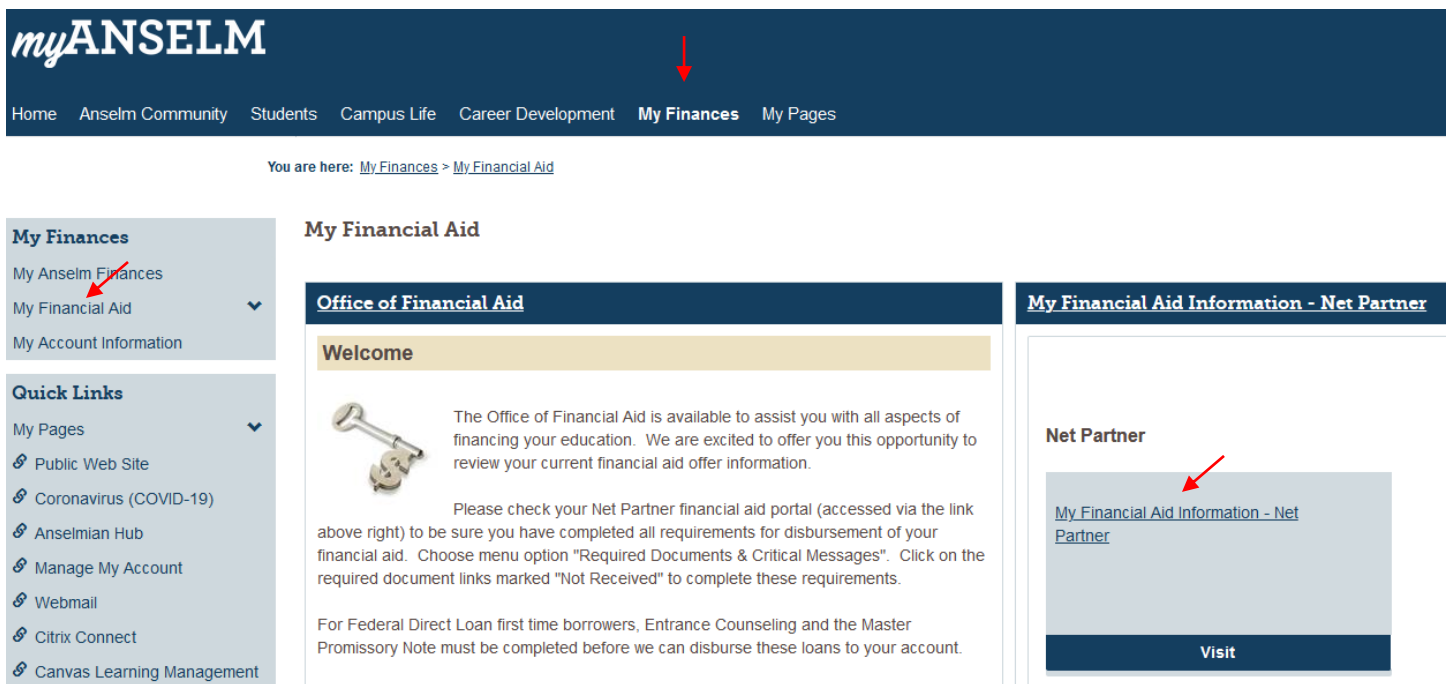 myANSELM
Home Anselm Community Students Campus Life Career Development My Finances My Pages
You are here: My Finances > My Financial Aid
My Finances
My Anselm Finances
My Financial Aid
My Account Information
Quick Links
My Pages
Public Web Site
Coronavirus (COVID-19)
Anselmian Hub
Manage My Account
Webmail
Citrix Connect
Canvas Learning Management
My Financial Aid
Office of Financial Aid
Welcome
The Office of Financial Aid is available to assist you with all aspects of
financing your education. We are excited to offer you this opportunity to
review your current financial aid offer information.
Please check your Net Partner financial aid portal (accessed via the link
above right) to be sure you have completed all requirements for disbursement of your
financial aid. Choose menu option "Required Documents & Critical Messages". Click on the
required document links marked "Not Received" to complete these requirements.
For Federal Direct Loan first time borrowers, Entrance Counseling and the Master
Promissory Note must be completed before we can disburse these loans to your account.
My Financial Aid Information - Net Partner
Net Partner
My Financial Aid Information - Net
Partner
Visit